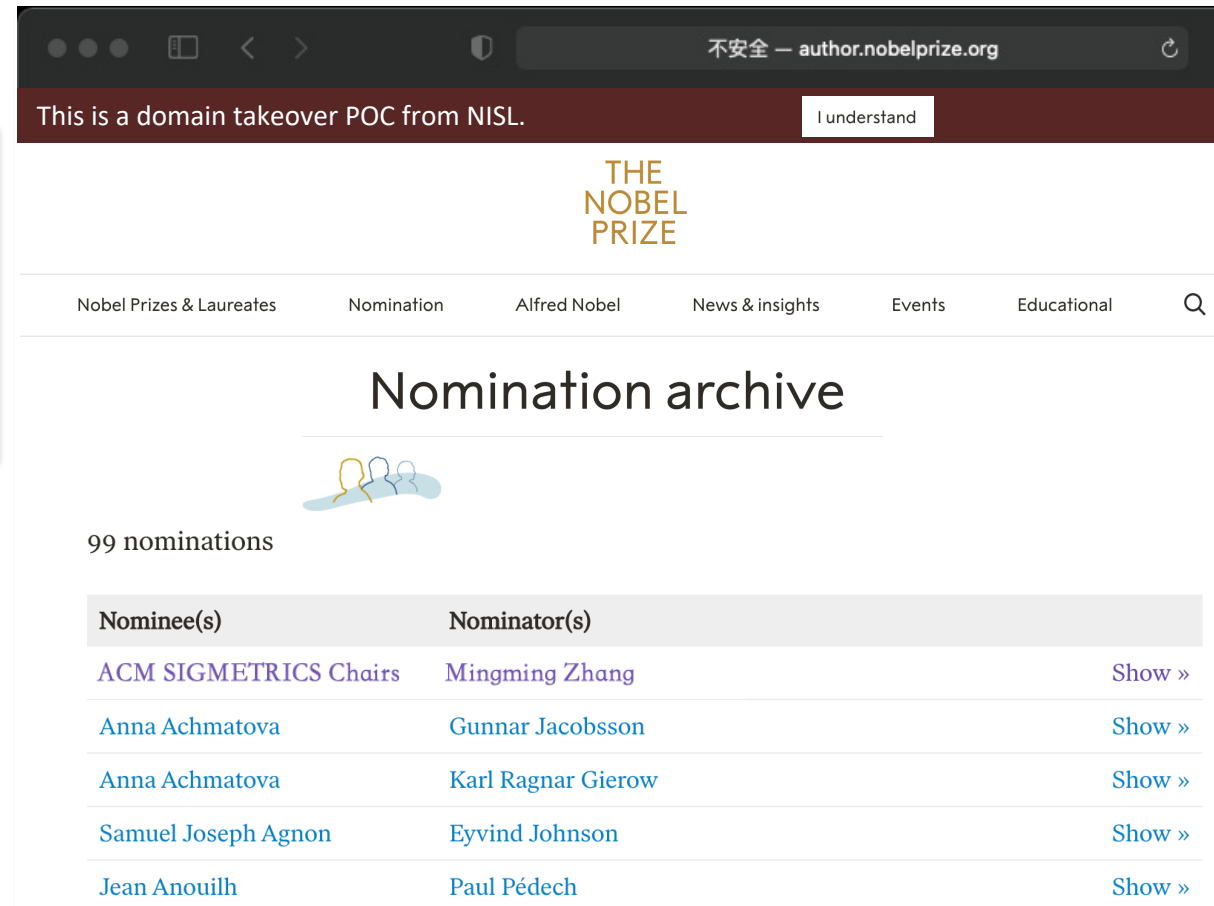 不安全 — author.nobelprize.org
This is a domain takeover POC from NISL.
I understand
THE
NOBEL
PRIZE
Nobel Prizes & Laureates Nomination Alfred Nobel News & insights Events Educational
Nomination archive
99 nominations
Nominee(s) Nominator(s)
ACM SIGMETRICS Chairs Mingming Zhang Show »
Anna Achmatova Gunnar Jacobsson Show »
Anna Achmatova Karl Ragnar Gierow Show »
Samuel Joseph Agnon Eyvind Johnson Show »
Jean Anouilh Paul Pédech Show »